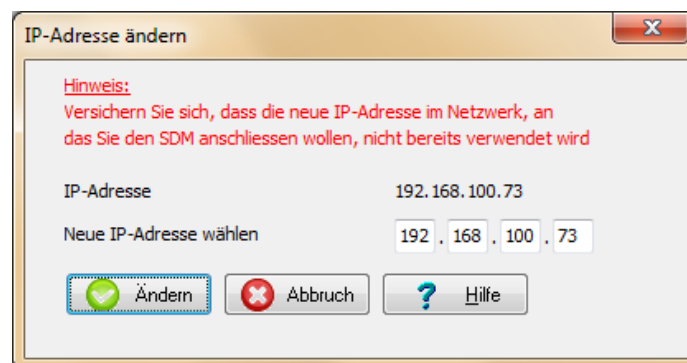 IP-Adresse ändern
Hinweis:
Versichern Sie sich, dass die neue IP-Adresse im Netzwerk, an
das Sie den SDM anschliessen wollen, nicht bereits verwendet wird
IP-Adresse 192.168.100.73
Neue IP-Adresse wählen 192 . 168 . 100 . 73
Ändern Abbruch Hilfe